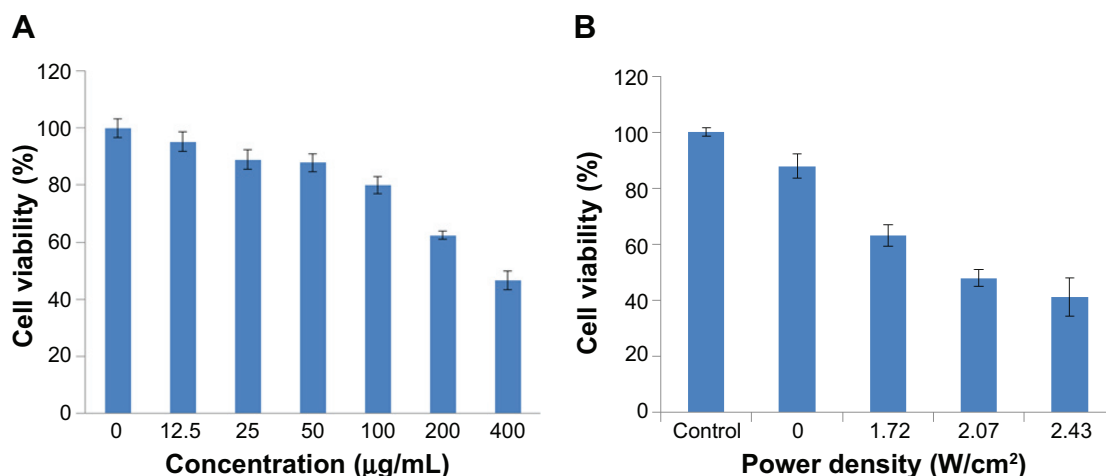 A
120
100
80
60
40
20
0
Cell viability (%)
0 12.5 25 50 100 200 400
Concentration (μg/mL)
B
120
100
80
60
40
20
0
Cell viability (%)
Control 0 1.72 2.07 2.43
Power density (W/cm²)